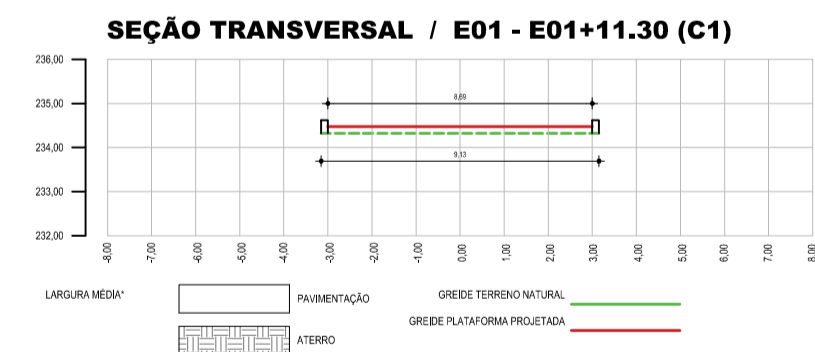 SEÇÃO TRANSVERSAL / E01 - E01+11.30 (C1)
236,00
235,00
234,00
233,00
232,00
8,69
9,13
-8,00 -7,00 -6,00 -5,00 -4,00 -3,00 -2,00 -1,00 0,00 1,00 2,00 3,00 4,00 5,00 6,00 7,00 8,00
LARGURA MÉDIA*
PAVIMENTAÇÃO
ATERRO
GREIDE TERRENO NATURAL
GREIDE PLATAFORMA PROJETADA